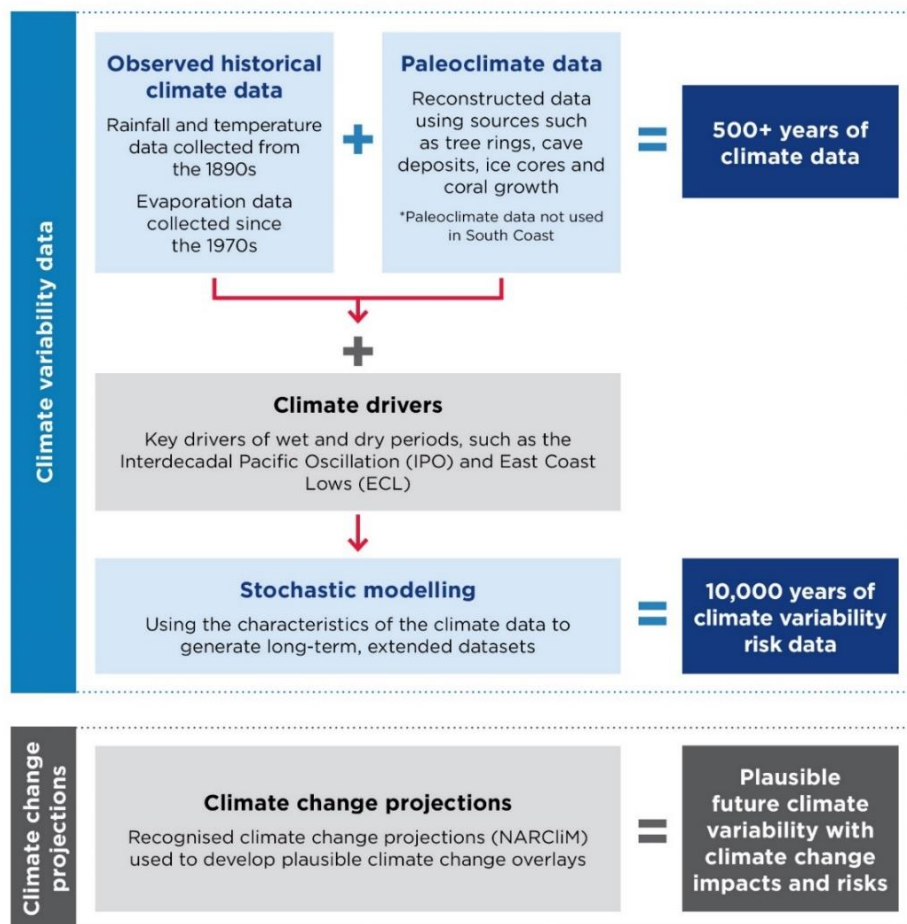 Climate variability data
Observed historical
climate data
Rainfall and temperature
data collected from
the 1890s
Evaporation data
collected since
the 1970s
+
Paleoclimate data
Reconstructed data
using sources such
as tree rings, cave
deposits, ice cores and
coral growth
*Paleoclimate data not used
in South Coast
=
500+ years of
climate data
+
Climate drivers
Key drivers of wet and dry periods, such as the
Interdecadal Pacific Oscillation (IPO) and East Coast
Lows (ECL)
Stochastic modelling
Using the characteristics of the climate data to
generate long-term, extended datasets
=
10,000 years of
climate variability
risk data
Climate change
projections
Climate change projections
Recognised climate change projections (NARCliM)
used to develop plausible climate change overlays
=
Plausible
future climate
variability with
climate change
impacts and risks